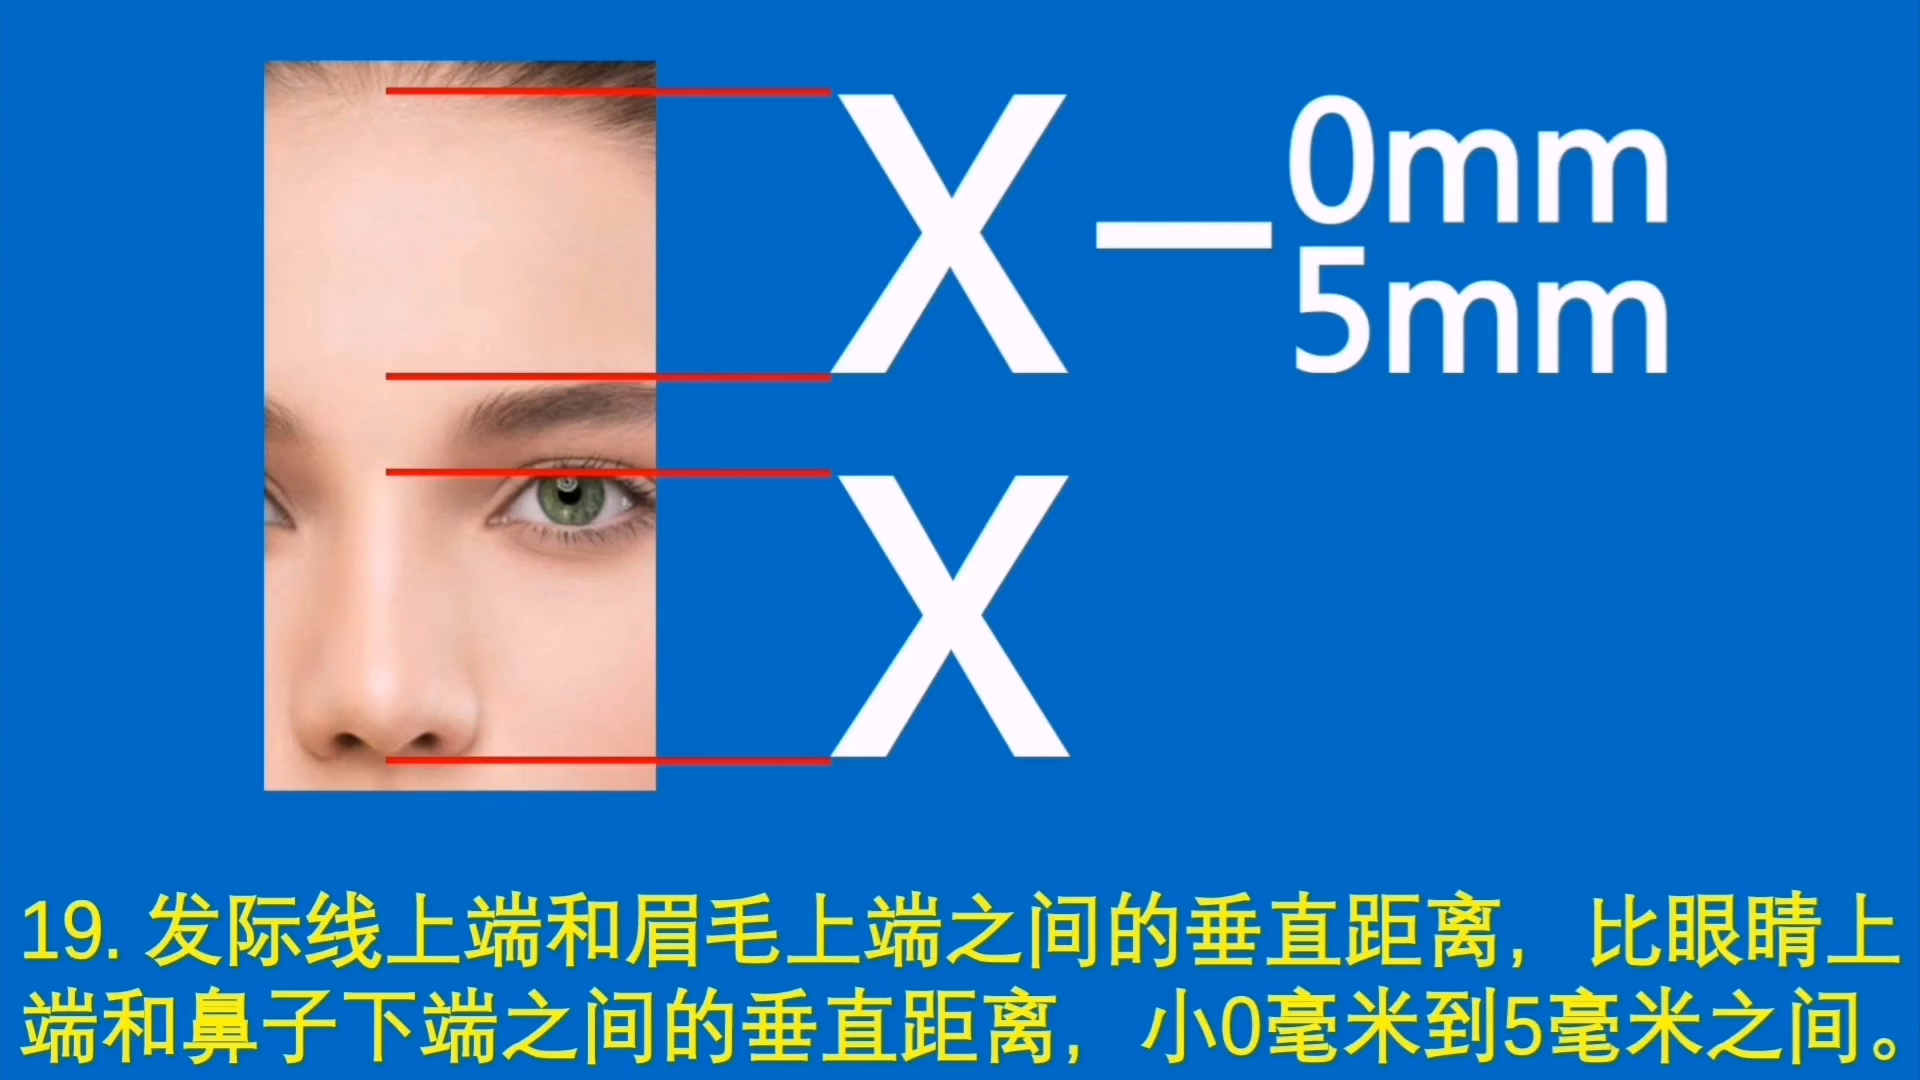 X－0mm
5mm
X
19. 发际线上端和眉毛上端之间的垂直距离，比眼睛上
端和鼻子下端之间的垂直距离，小0毫米到5毫米之间。